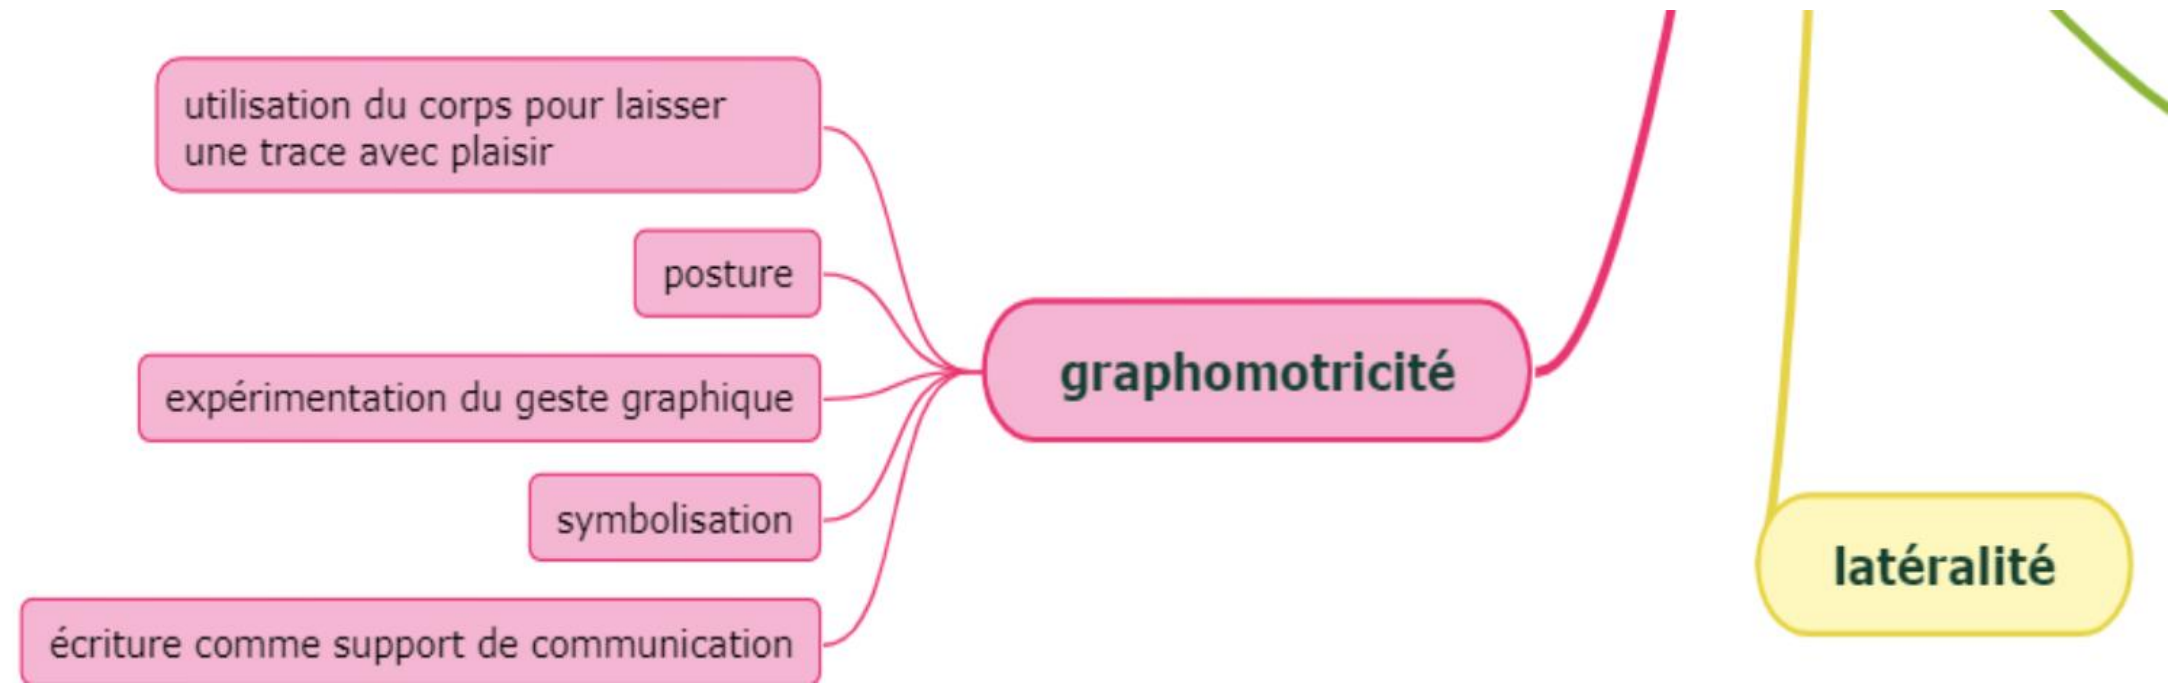 utilisation du corps pour laisser
une trace avec plaisir
posture
expérimentation du geste graphique
symbolisation
écriture comme support de communication
graphomotricité
latéralité